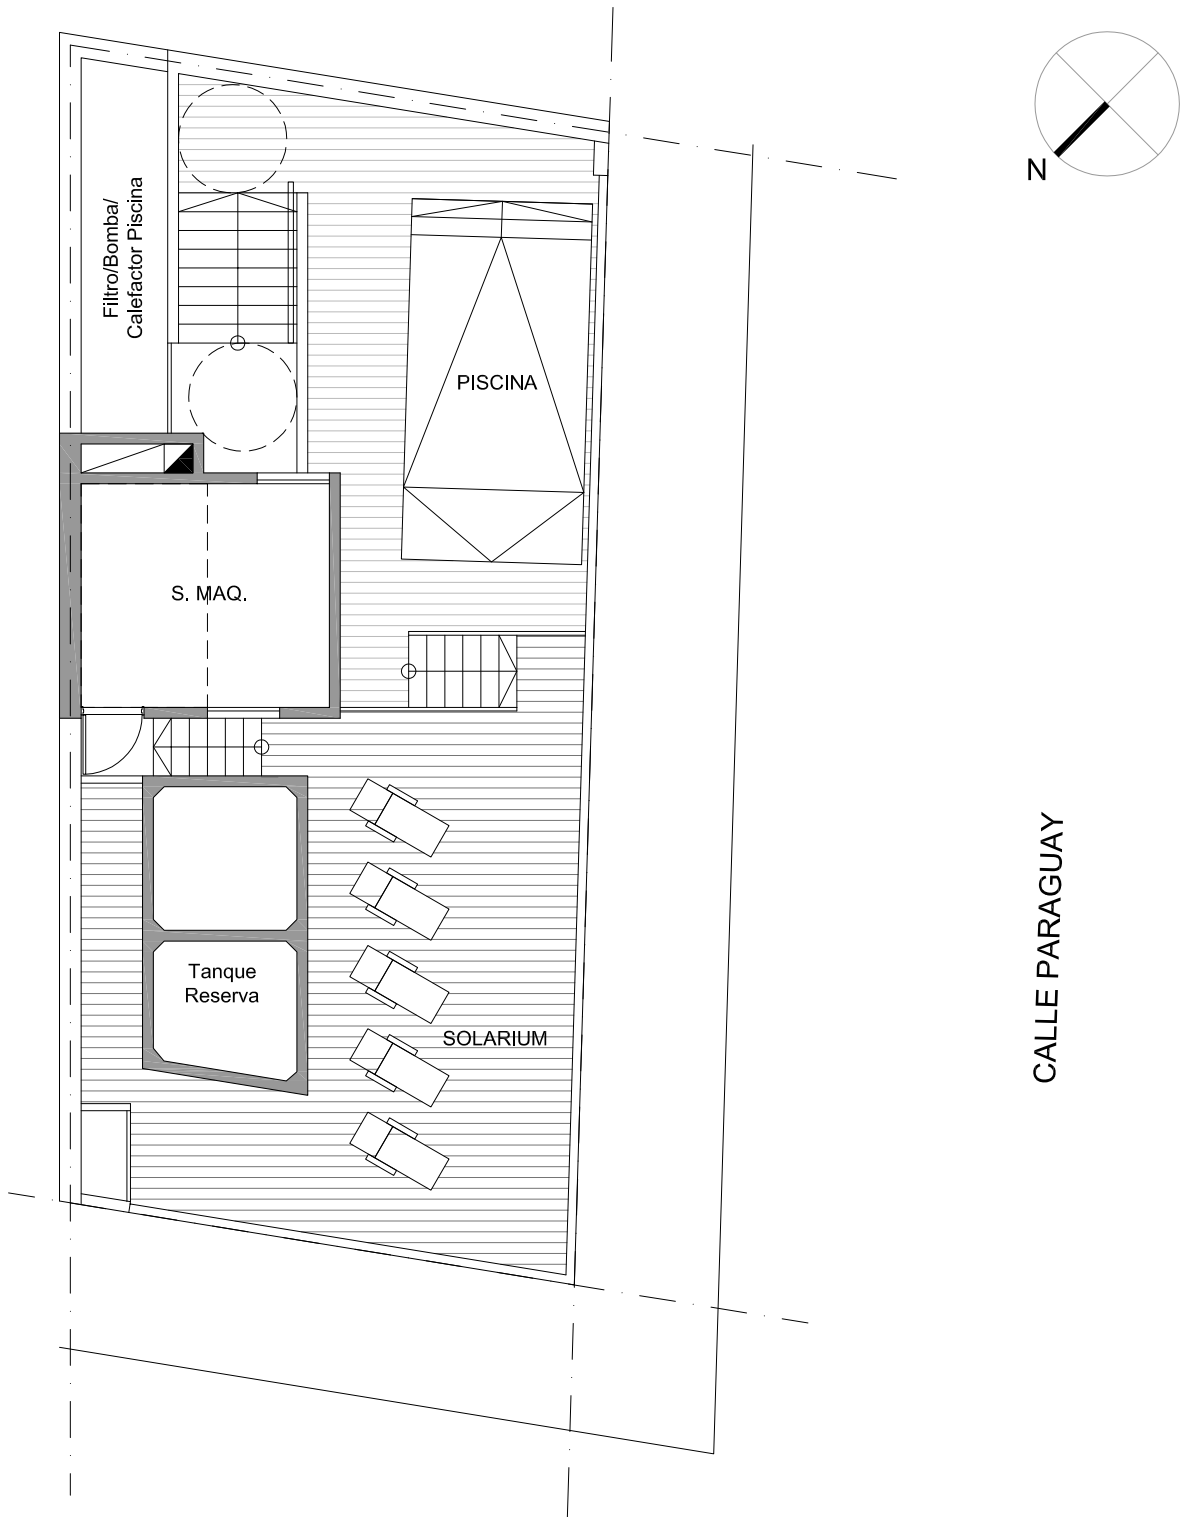 N
Filtro/Bomba/
Calefactor Piscina
PISCINA
S. MAQ.
Tanque
Reserva
SOLARIUM
CALLE PARAGUAY